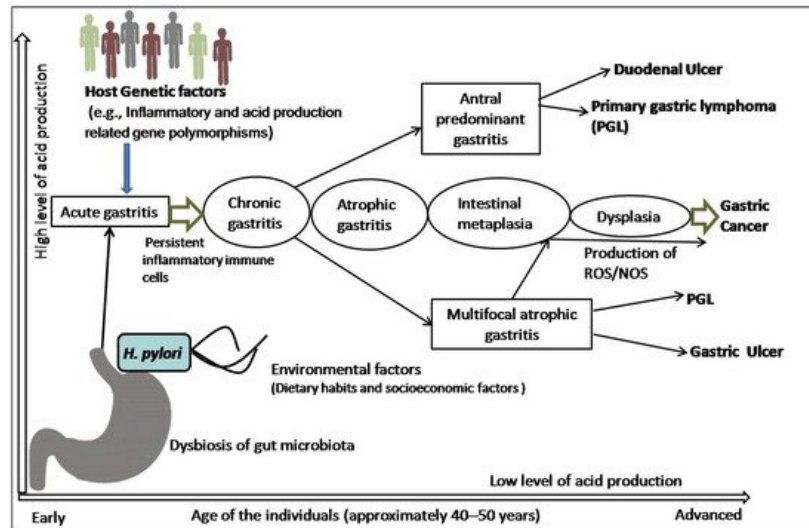 High level of acid production
Host Genetic factors
(e.g., Inflammatory and acid production
related gene polymorphisms)
Acute gastritis
Persistent
inflammatory immune
cells
Chronic
gastritis
Atrophic
gastritis
Intestinal
metaplasia
Dysplasia
Gastric
Cancer
Antral
predominant
gastritis
Duodenal Ulcer
Primary gastric lymphoma
(PGL)
Production of
ROS/NOS
Multifocal atrophic
gastritis
PGL
Gastric Ulcer
H. pylori
Environmental factors
(Dietary habits and socioeconomic factors )
Dysbiosis of gut microbiota
Low level of acid production
Early
Age of the individuals (approximately 40–50 years)
Advanced